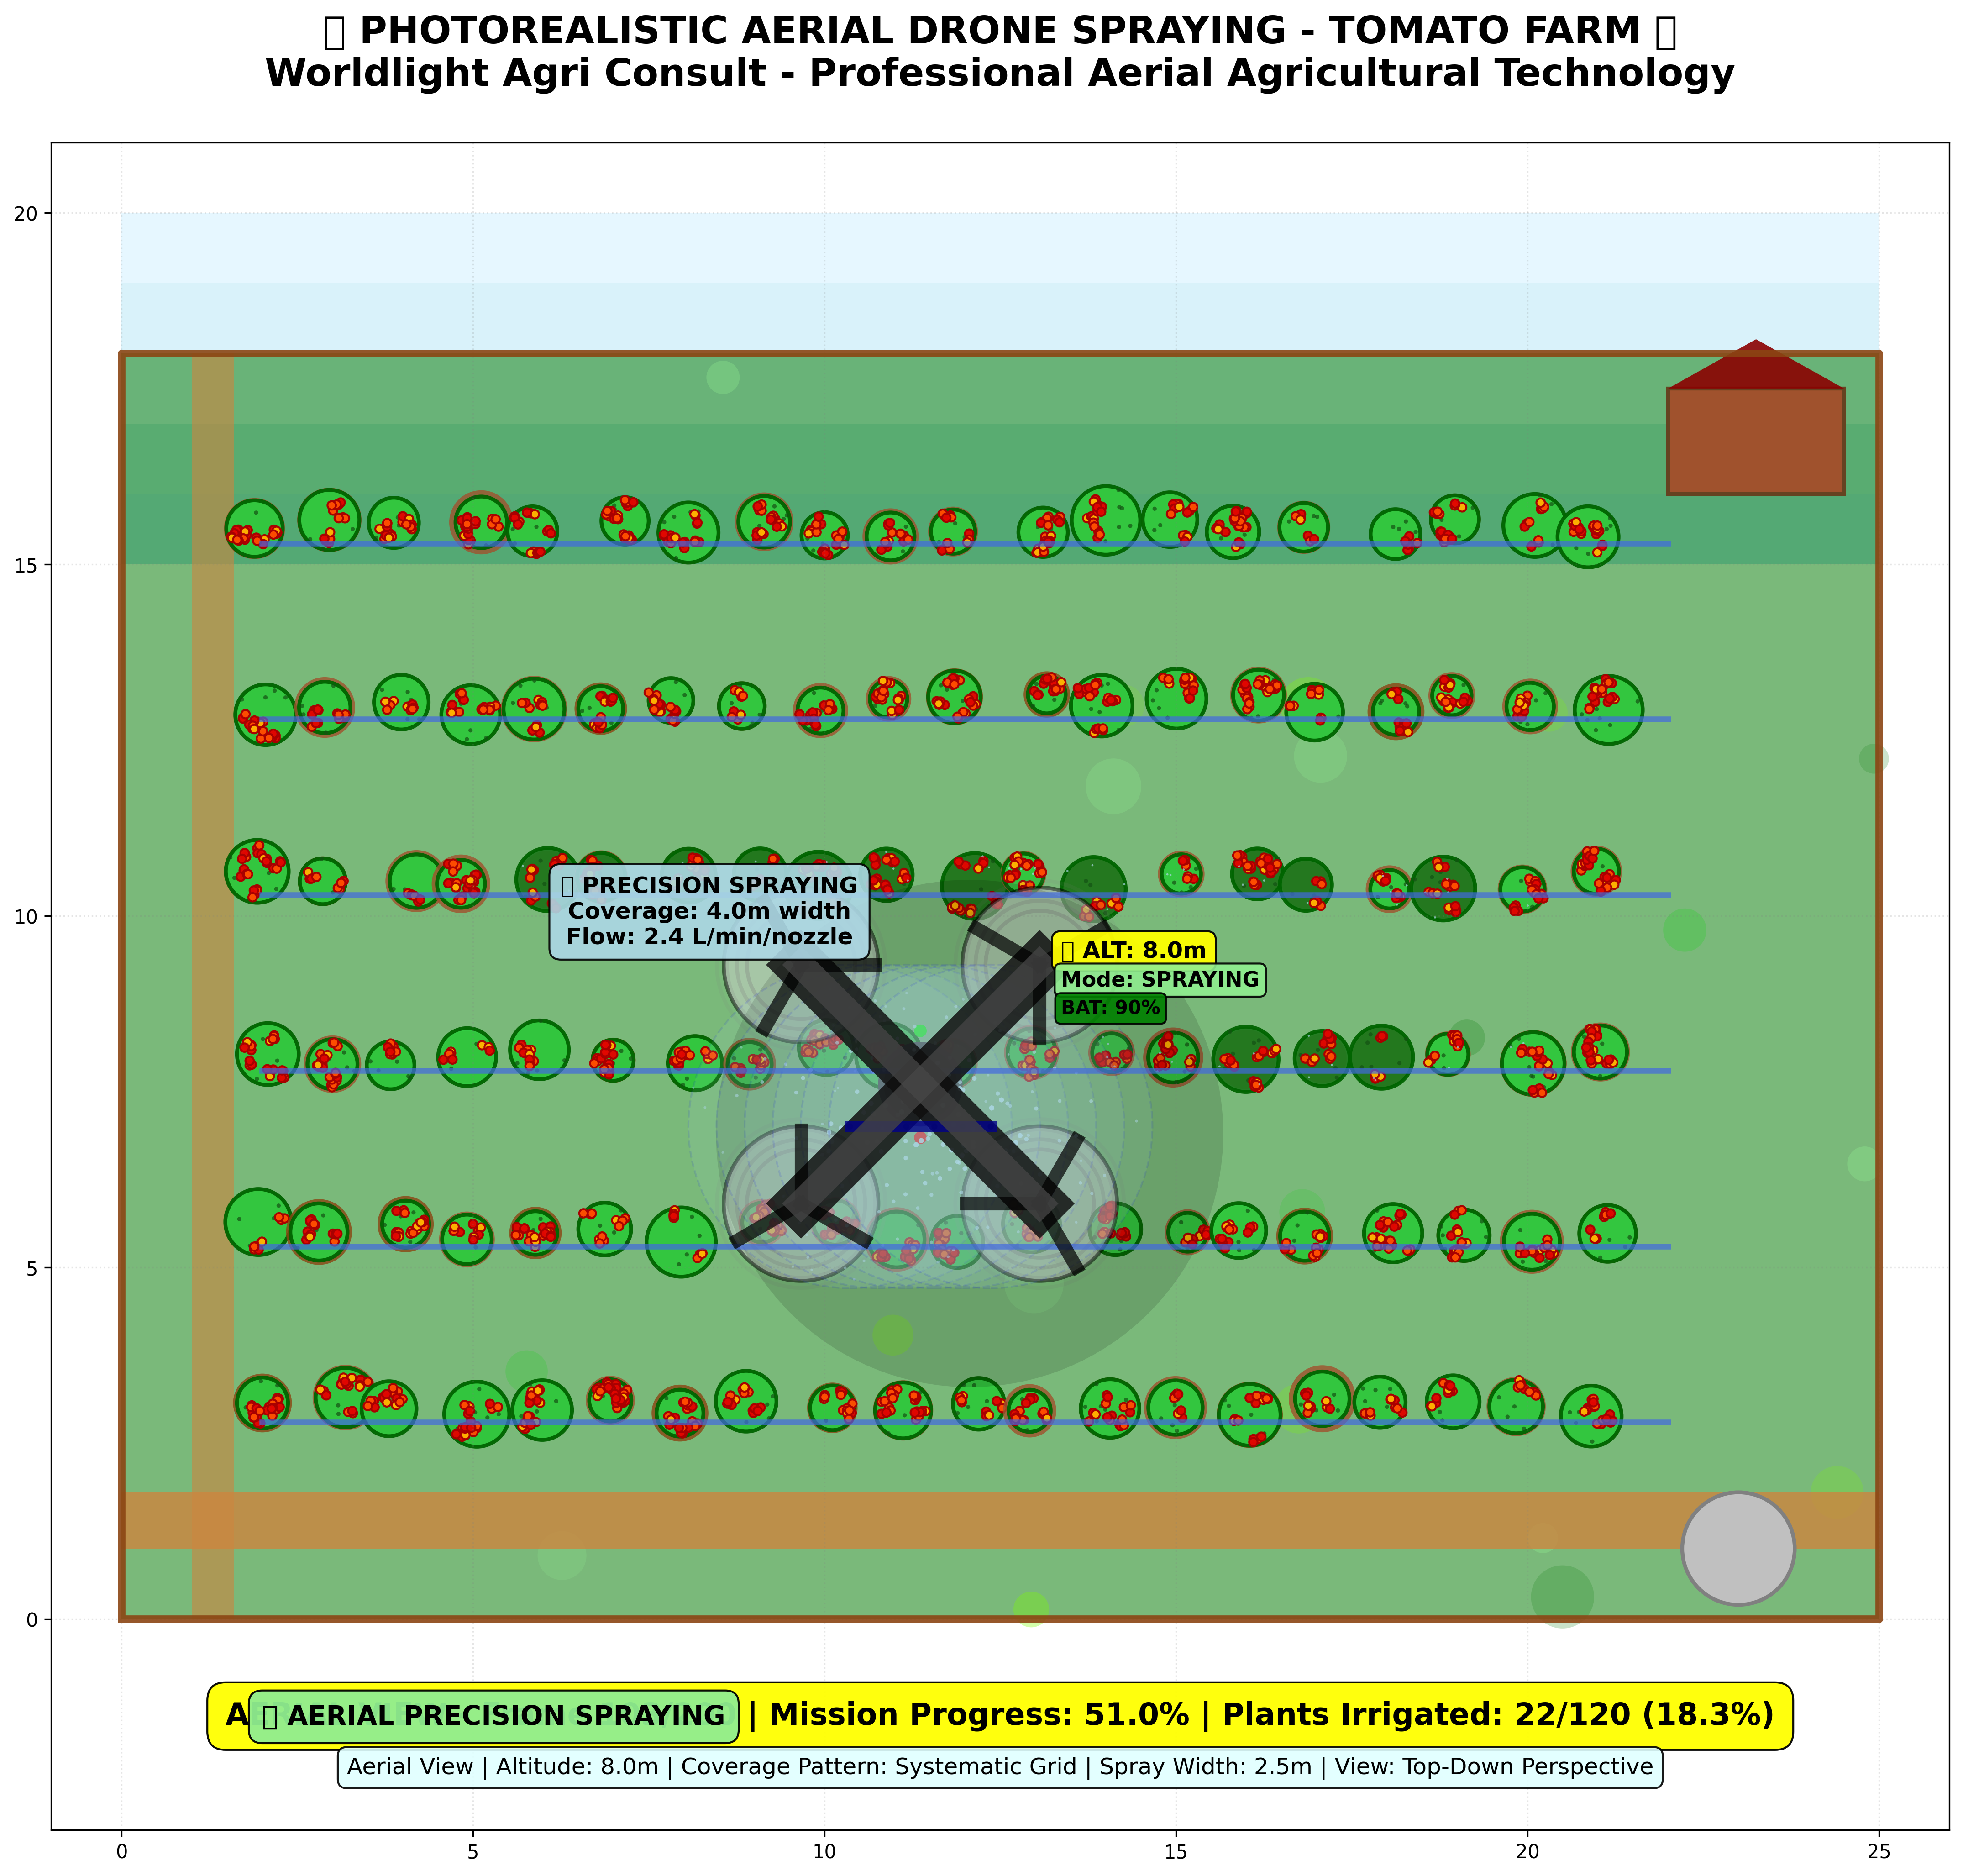 PHOTOREALISTIC AERIAL DRONE SPRAYING - TOMATO FARM
Worldlight Agri Consult - Professional Aerial Agricultural Technology
20
15
10
5
0
PRECISION SPRAYING
Coverage: 4.0m width
Flow: 2.4 L/min/nozzle
ALT: 8.0m
Mode: SPRAYING
BAT: 90%
AERIAL PRECISION SPRAYING | Mission Progress: 51.0% | Plants Irrigated: 22/120 (18.3%)
Aerial View | Altitude: 8.0m | Coverage Pattern: Systematic Grid | Spray Width: 2.5m | View: Top-Down Perspective
0 5 10 15 20 25